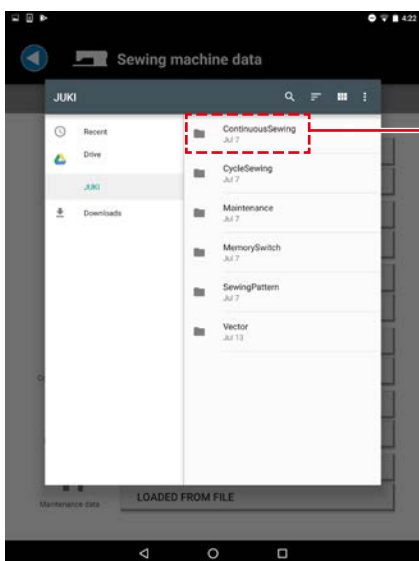 4:22
Sewing machine data
JUKI
Recent
Drive
JUKI
Downloads
ContinuousSewing
Jul 7
CycleSewing
Jul 7
Maintenance
Jul 7
MemorySwitch
Jul 7
SewingPattern
Jul 7
Vector
Jul 13
Maintenance data
LOADED FROM FILE